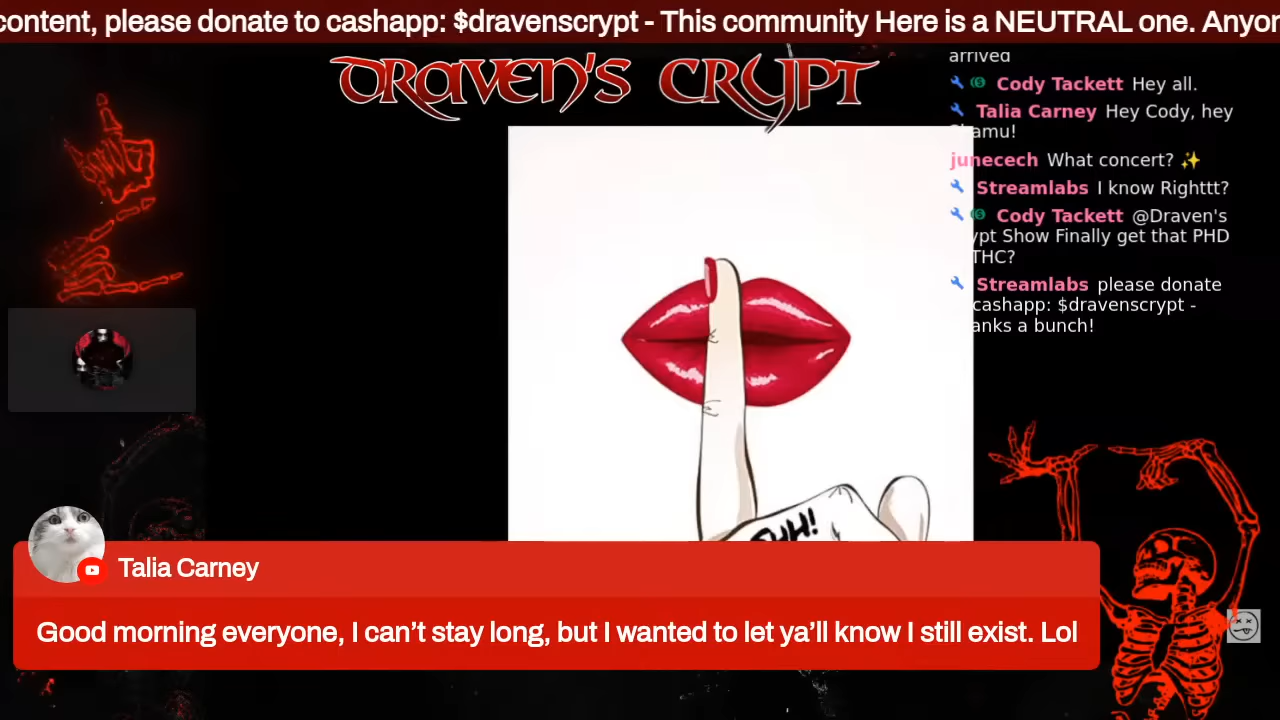 content, please donate to cashapp: $dravenscrypt - This community Here is a NEUTRAL one. Anyor
DRAVEN'S CRYPT
arrived
Cody Tackett Hey all.
Talia Carney Hey Cody, hey
amu!
junecech What concert? ✨
Streamlabs I know Righttt?
Cody Tackett @Draven's
ypt Show Finally get that PHD
THC?
Streamlabs please donate
cashapp: $dravenscrypt -
anks a bunch!
SHH!
Talia Carney
Good morning everyone, I can’t stay long, but I wanted to let ya’ll know I still exist. Lol